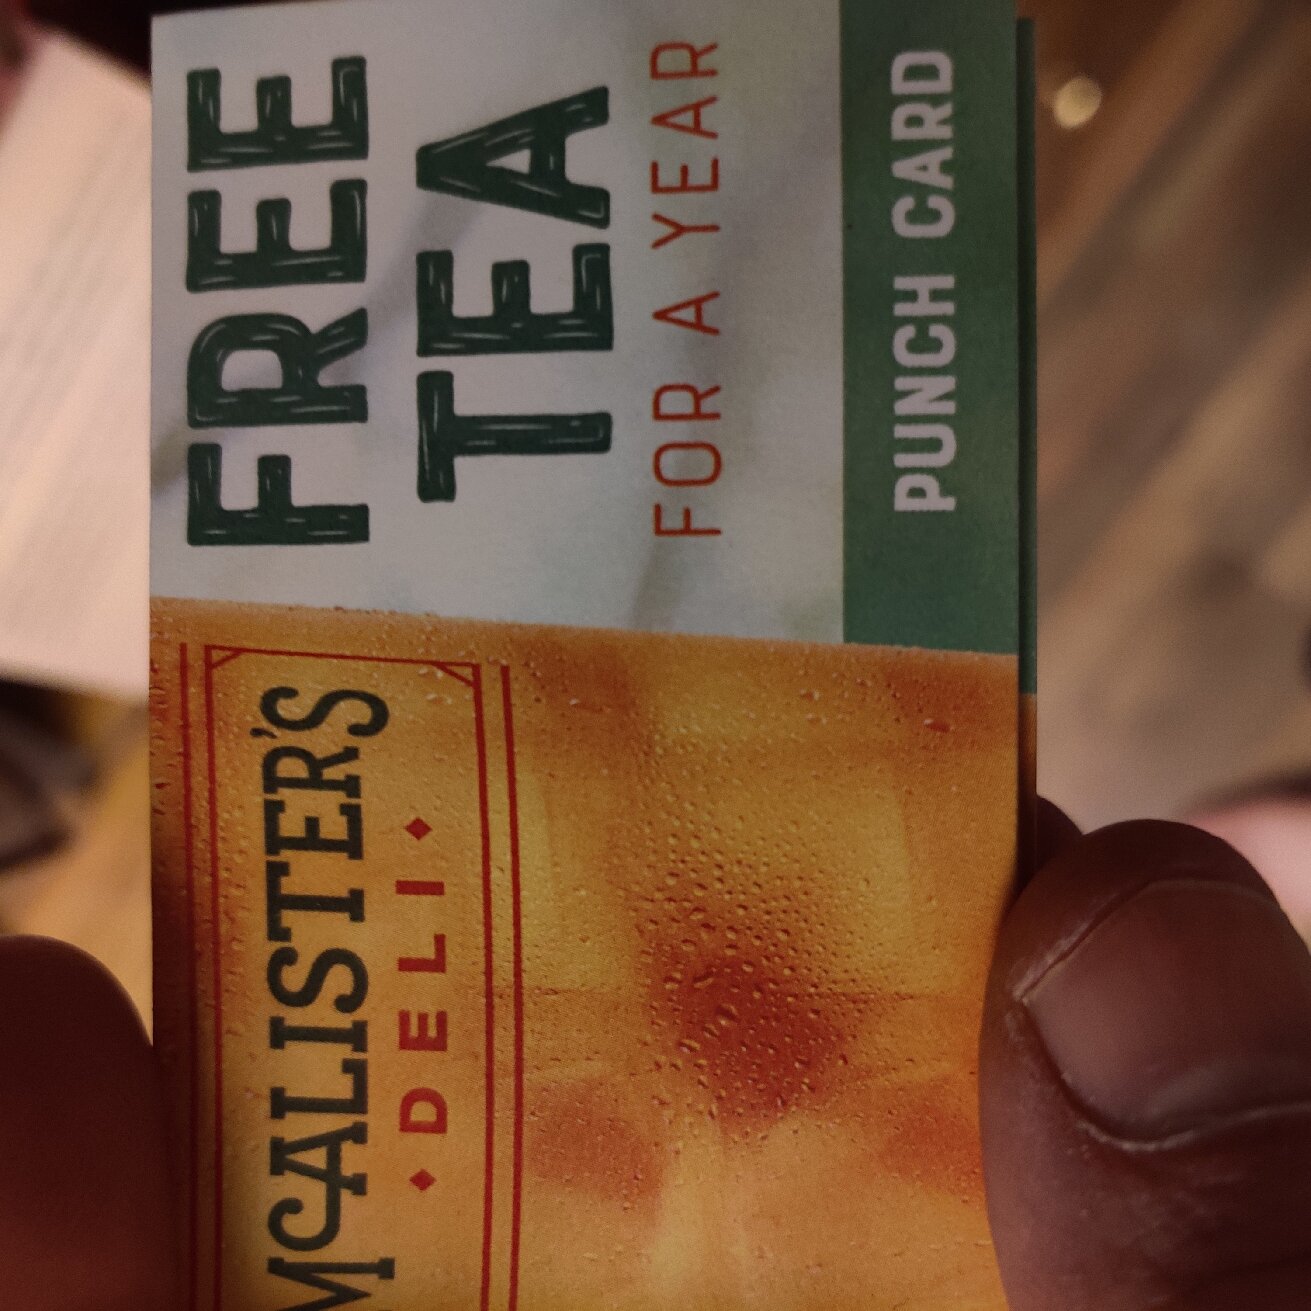 McALISTER'S
DELI
FREE
TEA
FOR A YEAR
PUNCH CARD